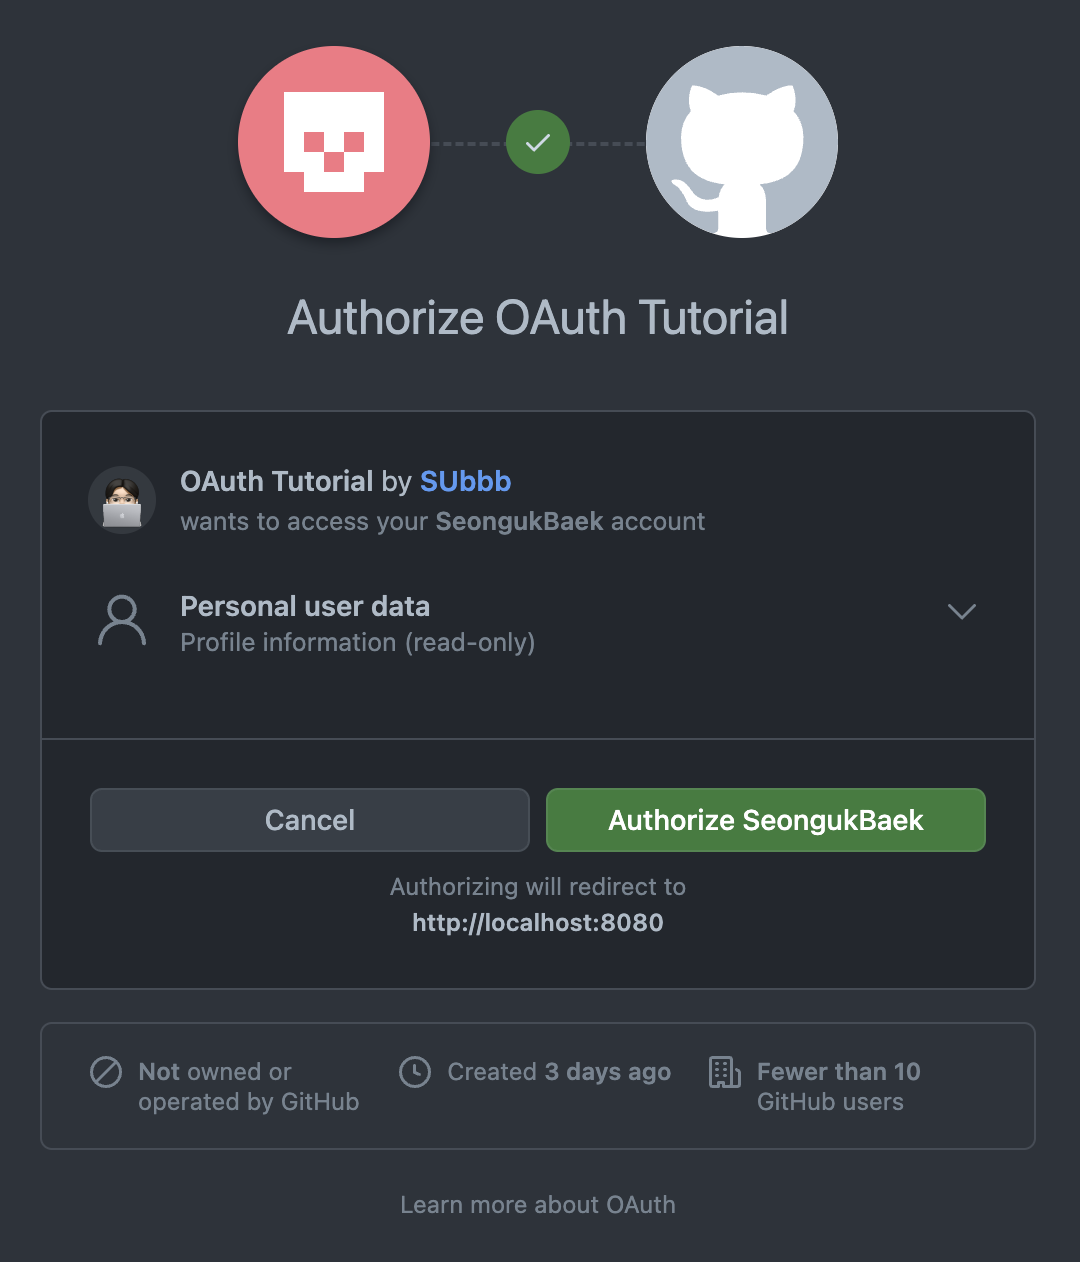 Authorize OAuth Tutorial
OAuth Tutorial by SUbbb
wants to access your SeongukBaek account
Personal user data
Profile information (read-only)
Cancel
Authorize SeongukBaek
Authorizing will redirect to
http://localhost:8080
Not owned or
operated by GitHub
Created 3 days ago
Fewer than 10
GitHub users
Learn more about OAuth